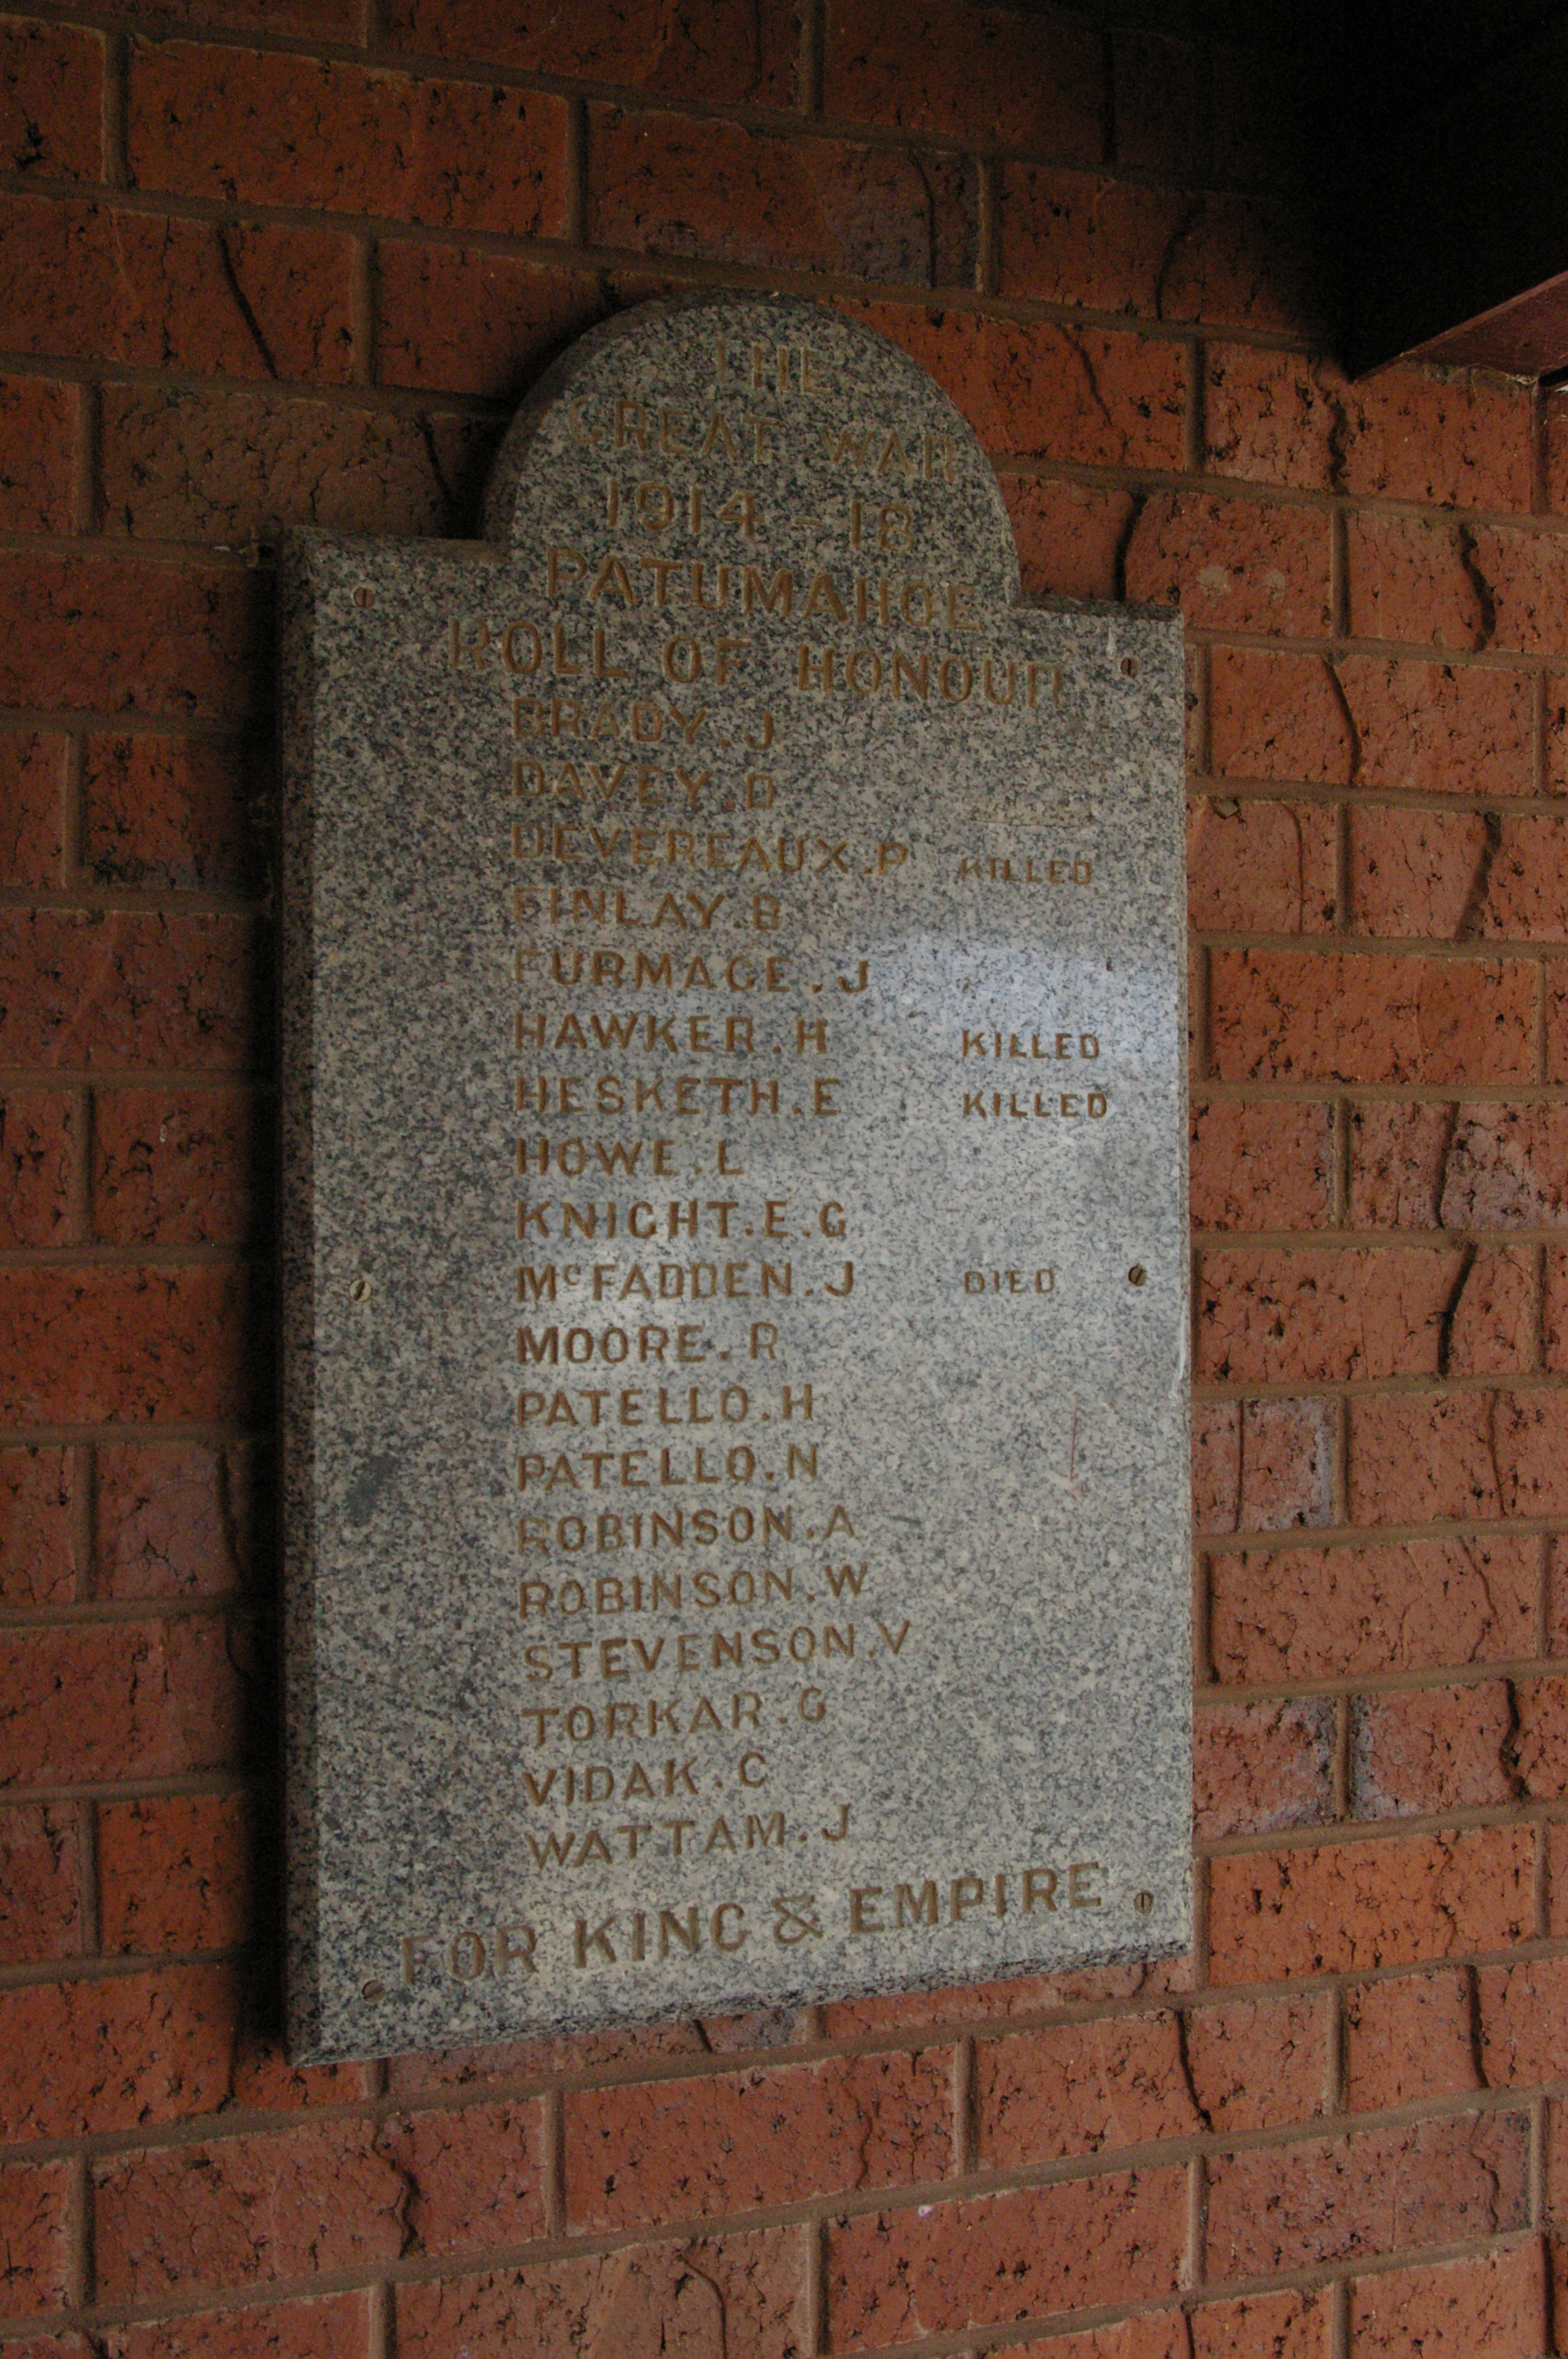 THE
GREAT WAR
1914-18
PATUMAHOE
ROLL OF HONOUR
BRADY.J
DAVEY.D
DEVEREAUX.P KILLED
FINLAY.B
FURMAGE.J
HAWKER.H KILLED
HESKETH.E KILLED
HOWE.L
KNIGHT.E.G
McFADDEN.J DIED
MOORE.R
PATELLO.H
PATELLO.N
ROBINSON.A
ROBINSON.W
STEVENSON.V
TORKAR.G
VIDAK.C
WATTAM.J
FOR KING & EMPIRE